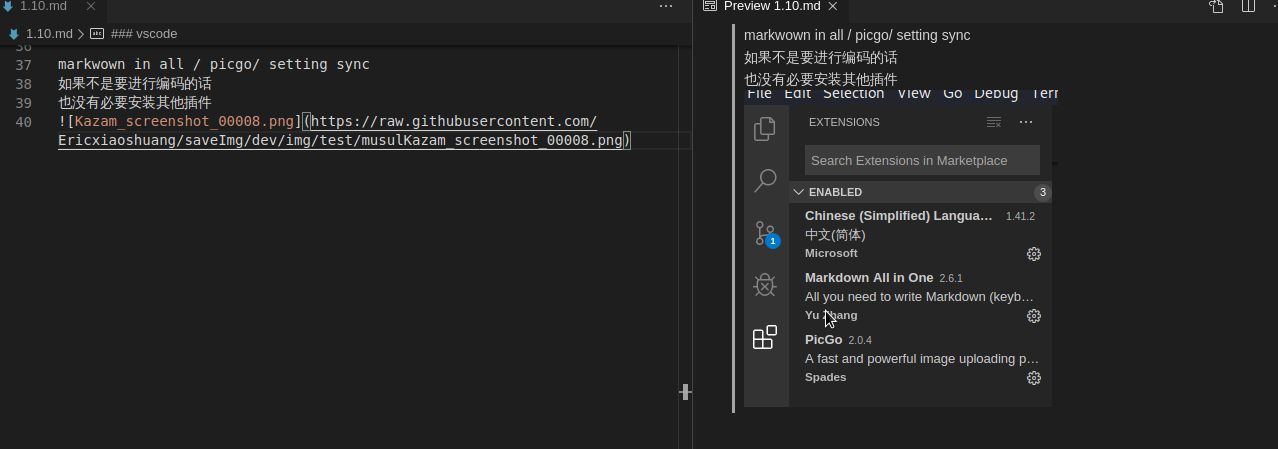 1.10.md
1.10.md > ### vscode
36
37 markwown in all / picgo/ setting sync
38 如果不是要进行编码的话
39 也没有必要安装其他插件
40 ![Kazam_screenshot_00008.png](https://raw.githubusercontent.com/
Ericxiaoshuang/saveImg/dev/img/test/musulKazam_screenshot_00008.png)
Preview 1.10.md
markwown in all / picgo/ setting sync
如果不是要进行编码的话
也没有必要安装其他插件
File Edit Selection View Go Debug Terr
EXTENSIONS
Search Extensions in Marketplace
ENABLED 3
Chinese (Simplified) Langua... 1.41.2
中文(简体)
Microsoft
1
Markdown All in One 2.6.1
All you need to write Markdown (keyb...
Yu Zhang
PicGo 2.0.4
A fast and powerful image uploading p...
Spades